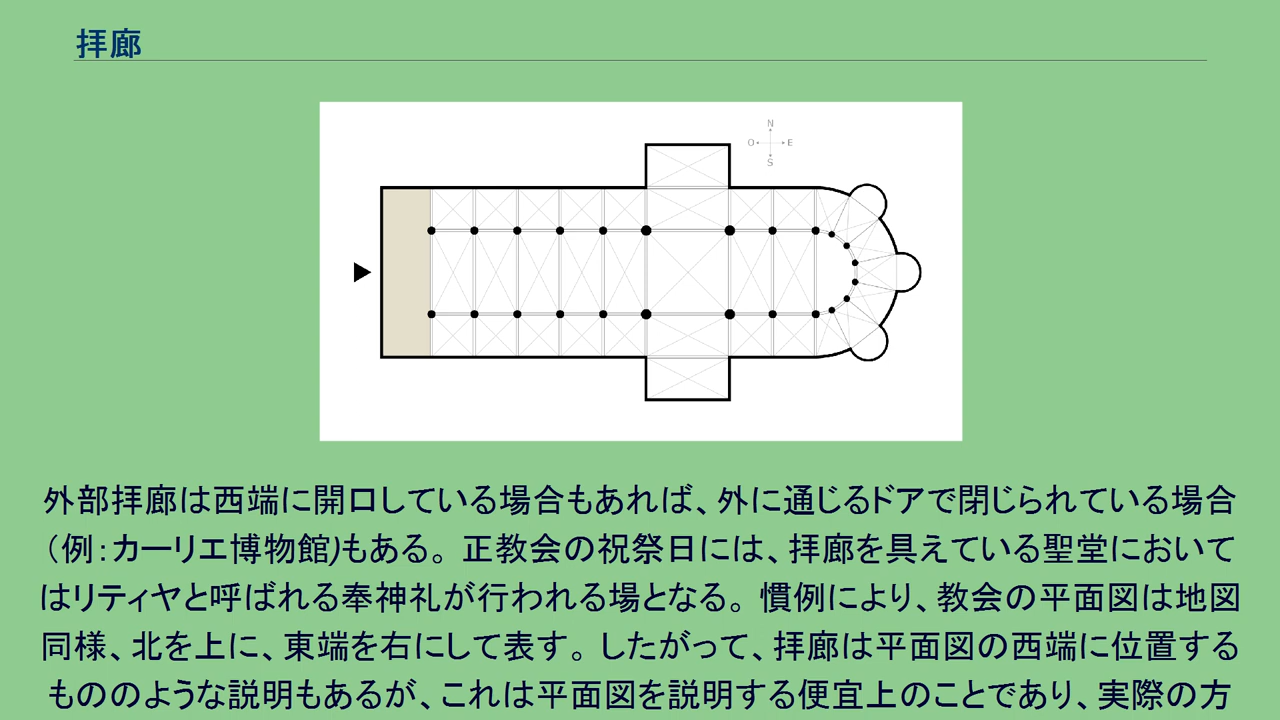 拝廊
N
O E
S
外部拝廊は西端に開口している場合もあれば、外に通じるドアで閉じられている場合
（例：カーリエ博物館)もある。正教会の祝祭日には、拝廊を具えている聖堂において
はリティヤと呼ばれる奉神礼が行われる場となる。慣例により、教会の平面図は地図
同様、北を上に、東端を右にして表す。したがって、拝廊は平面図の西端に位置する
もののような説明もあるが、これは平面図を説明する便宜上のことであり、実際の方